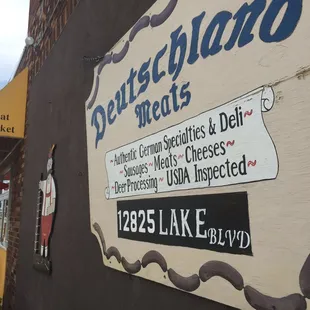 Deutschland
Meats
Authentic German Specialties & Deli ~
~ Sausages ~ Meats ~ Cheeses ~
~ Deer Processing ~ USDA Inspected ~
12825 LAKE BLVD